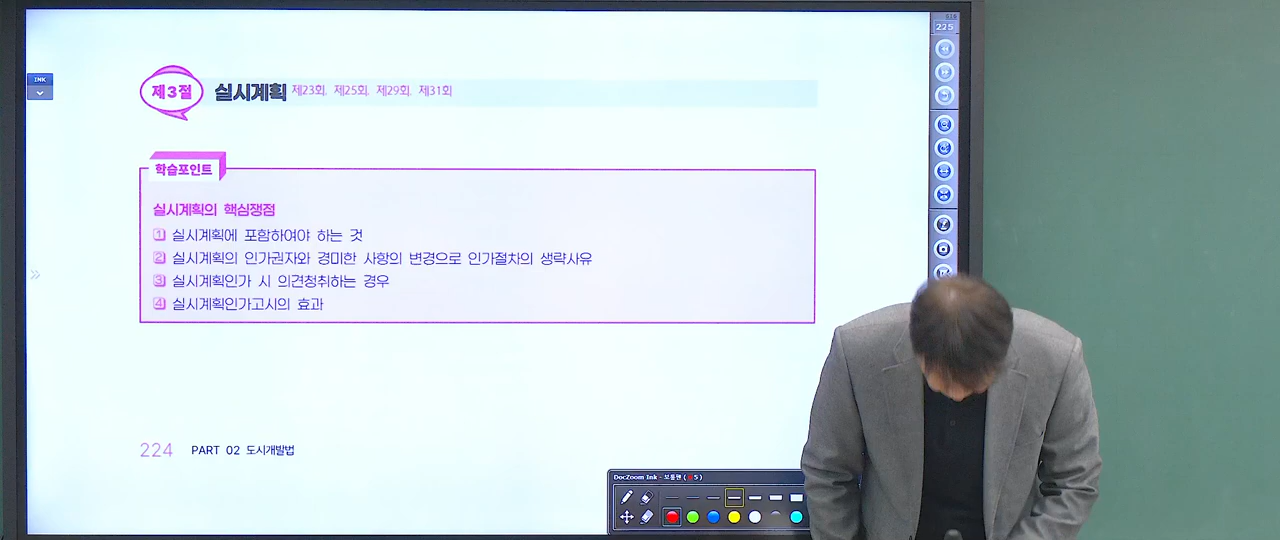 225
INK
제3절 실시계획 제23회, 제25회, 제29회, 제31회
학습포인트
실시계획의 핵심쟁점
1 실시계획에 포함하여야 하는 것
2 실시계획의 인가권자와 경미한 사항의 변경으로 인가절차의 생략사유
3 실시계획인가 시 의견청취하는 경우
4 실시계획인가고시의 효과
224 PART 02 도시개발법
DocZoom Ink - 보통펜 ( 5 )